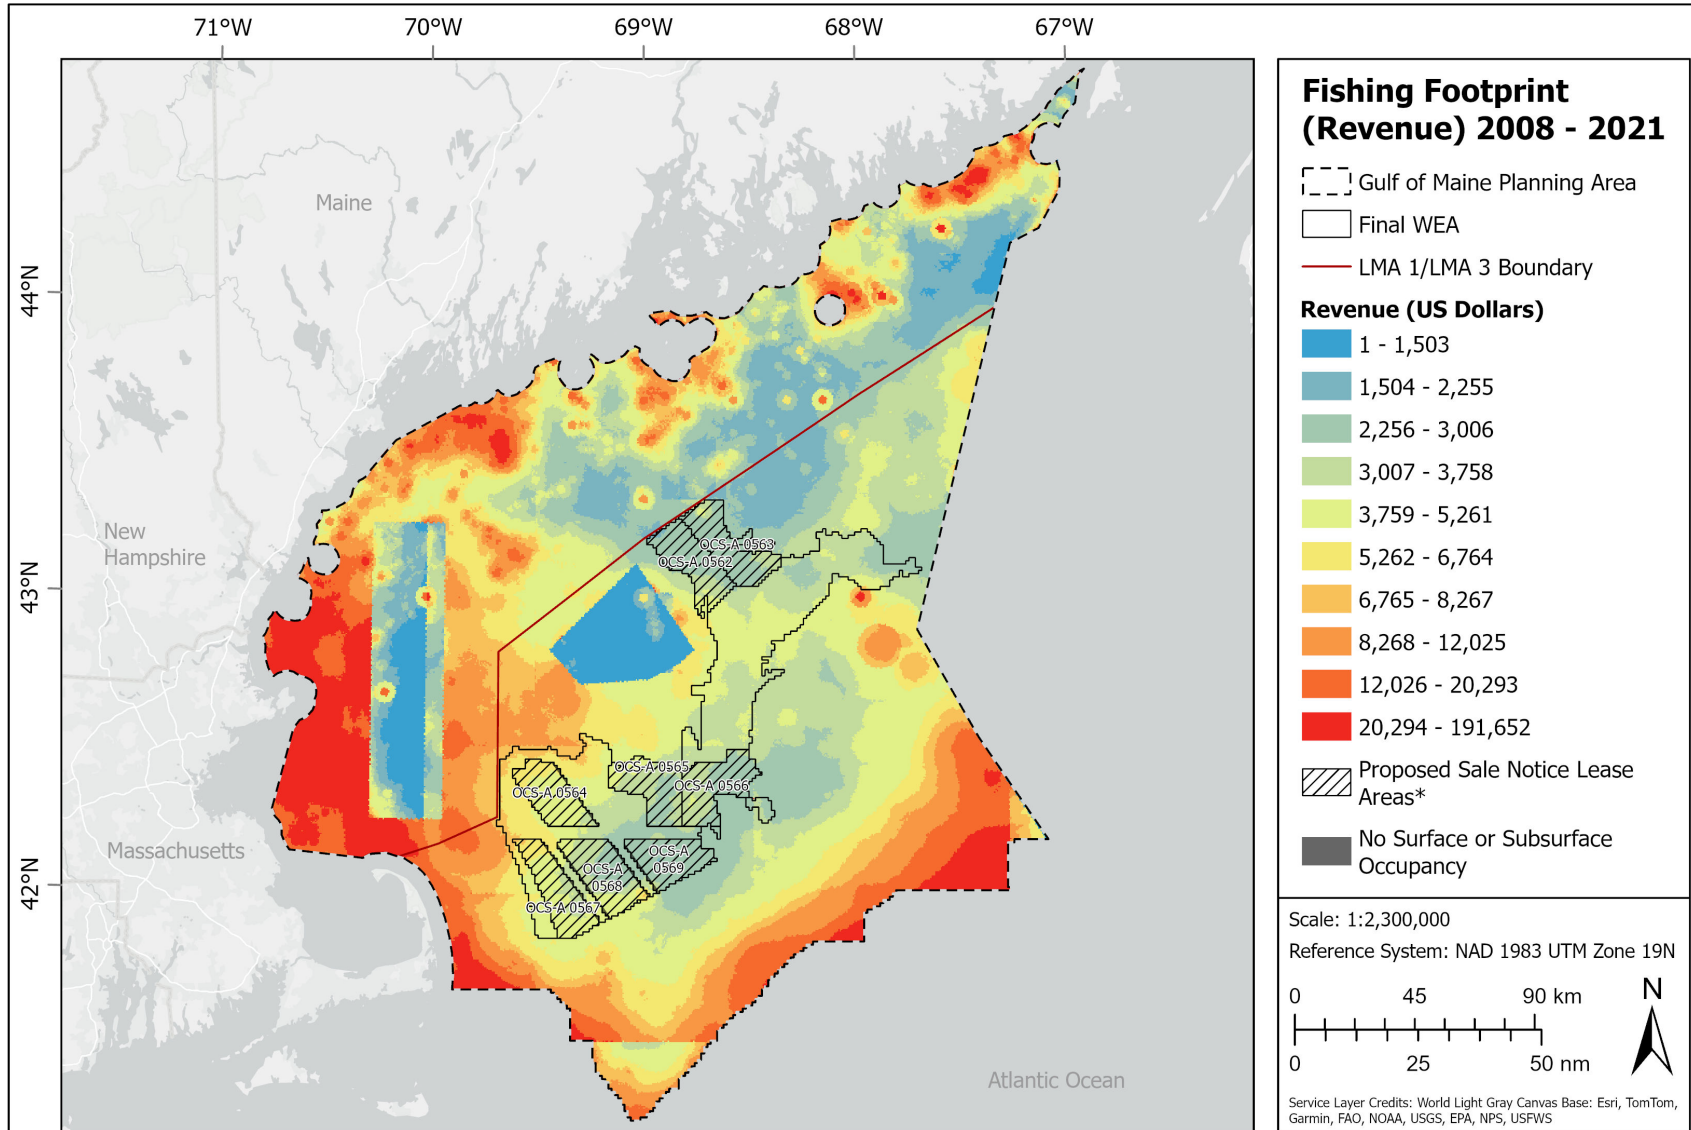 71°W 70°W 69°W 68°W 67°W
44°N
43°N
42°N
Maine
New
Hampshire
Massachusetts
Atlantic Ocean
OCS-A 0563
OCS-A 0562
OCS-A 0565
OCS-A 0566
OCS-A 0564
OCS-A
0569
OCS-A
0568
OCS-A 0567
Fishing Footprint
(Revenue) 2008 - 2021
Gulf of Maine Planning Area
Final WEA
LMA 1/LMA 3 Boundary
Revenue (US Dollars)
1 - 1,503
1,504 - 2,255
2,256 - 3,006
3,007 - 3,758
3,759 - 5,261
5,262 - 6,764
6,765 - 8,267
8,268 - 12,025
12,026 - 20,293
20,294 - 191,652
Proposed Sale Notice Lease
Areas*
No Surface or Subsurface
Occupancy
Scale: 1:2,300,000
Reference System: NAD 1983 UTM Zone 19N
0 45 90 km
0 25 50 nm
N
Service Layer Credits: World Light Gray Canvas Base: Esri, TomTom,
Garmin, FAO, NOAA, USGS, EPA, NPS, USFWS